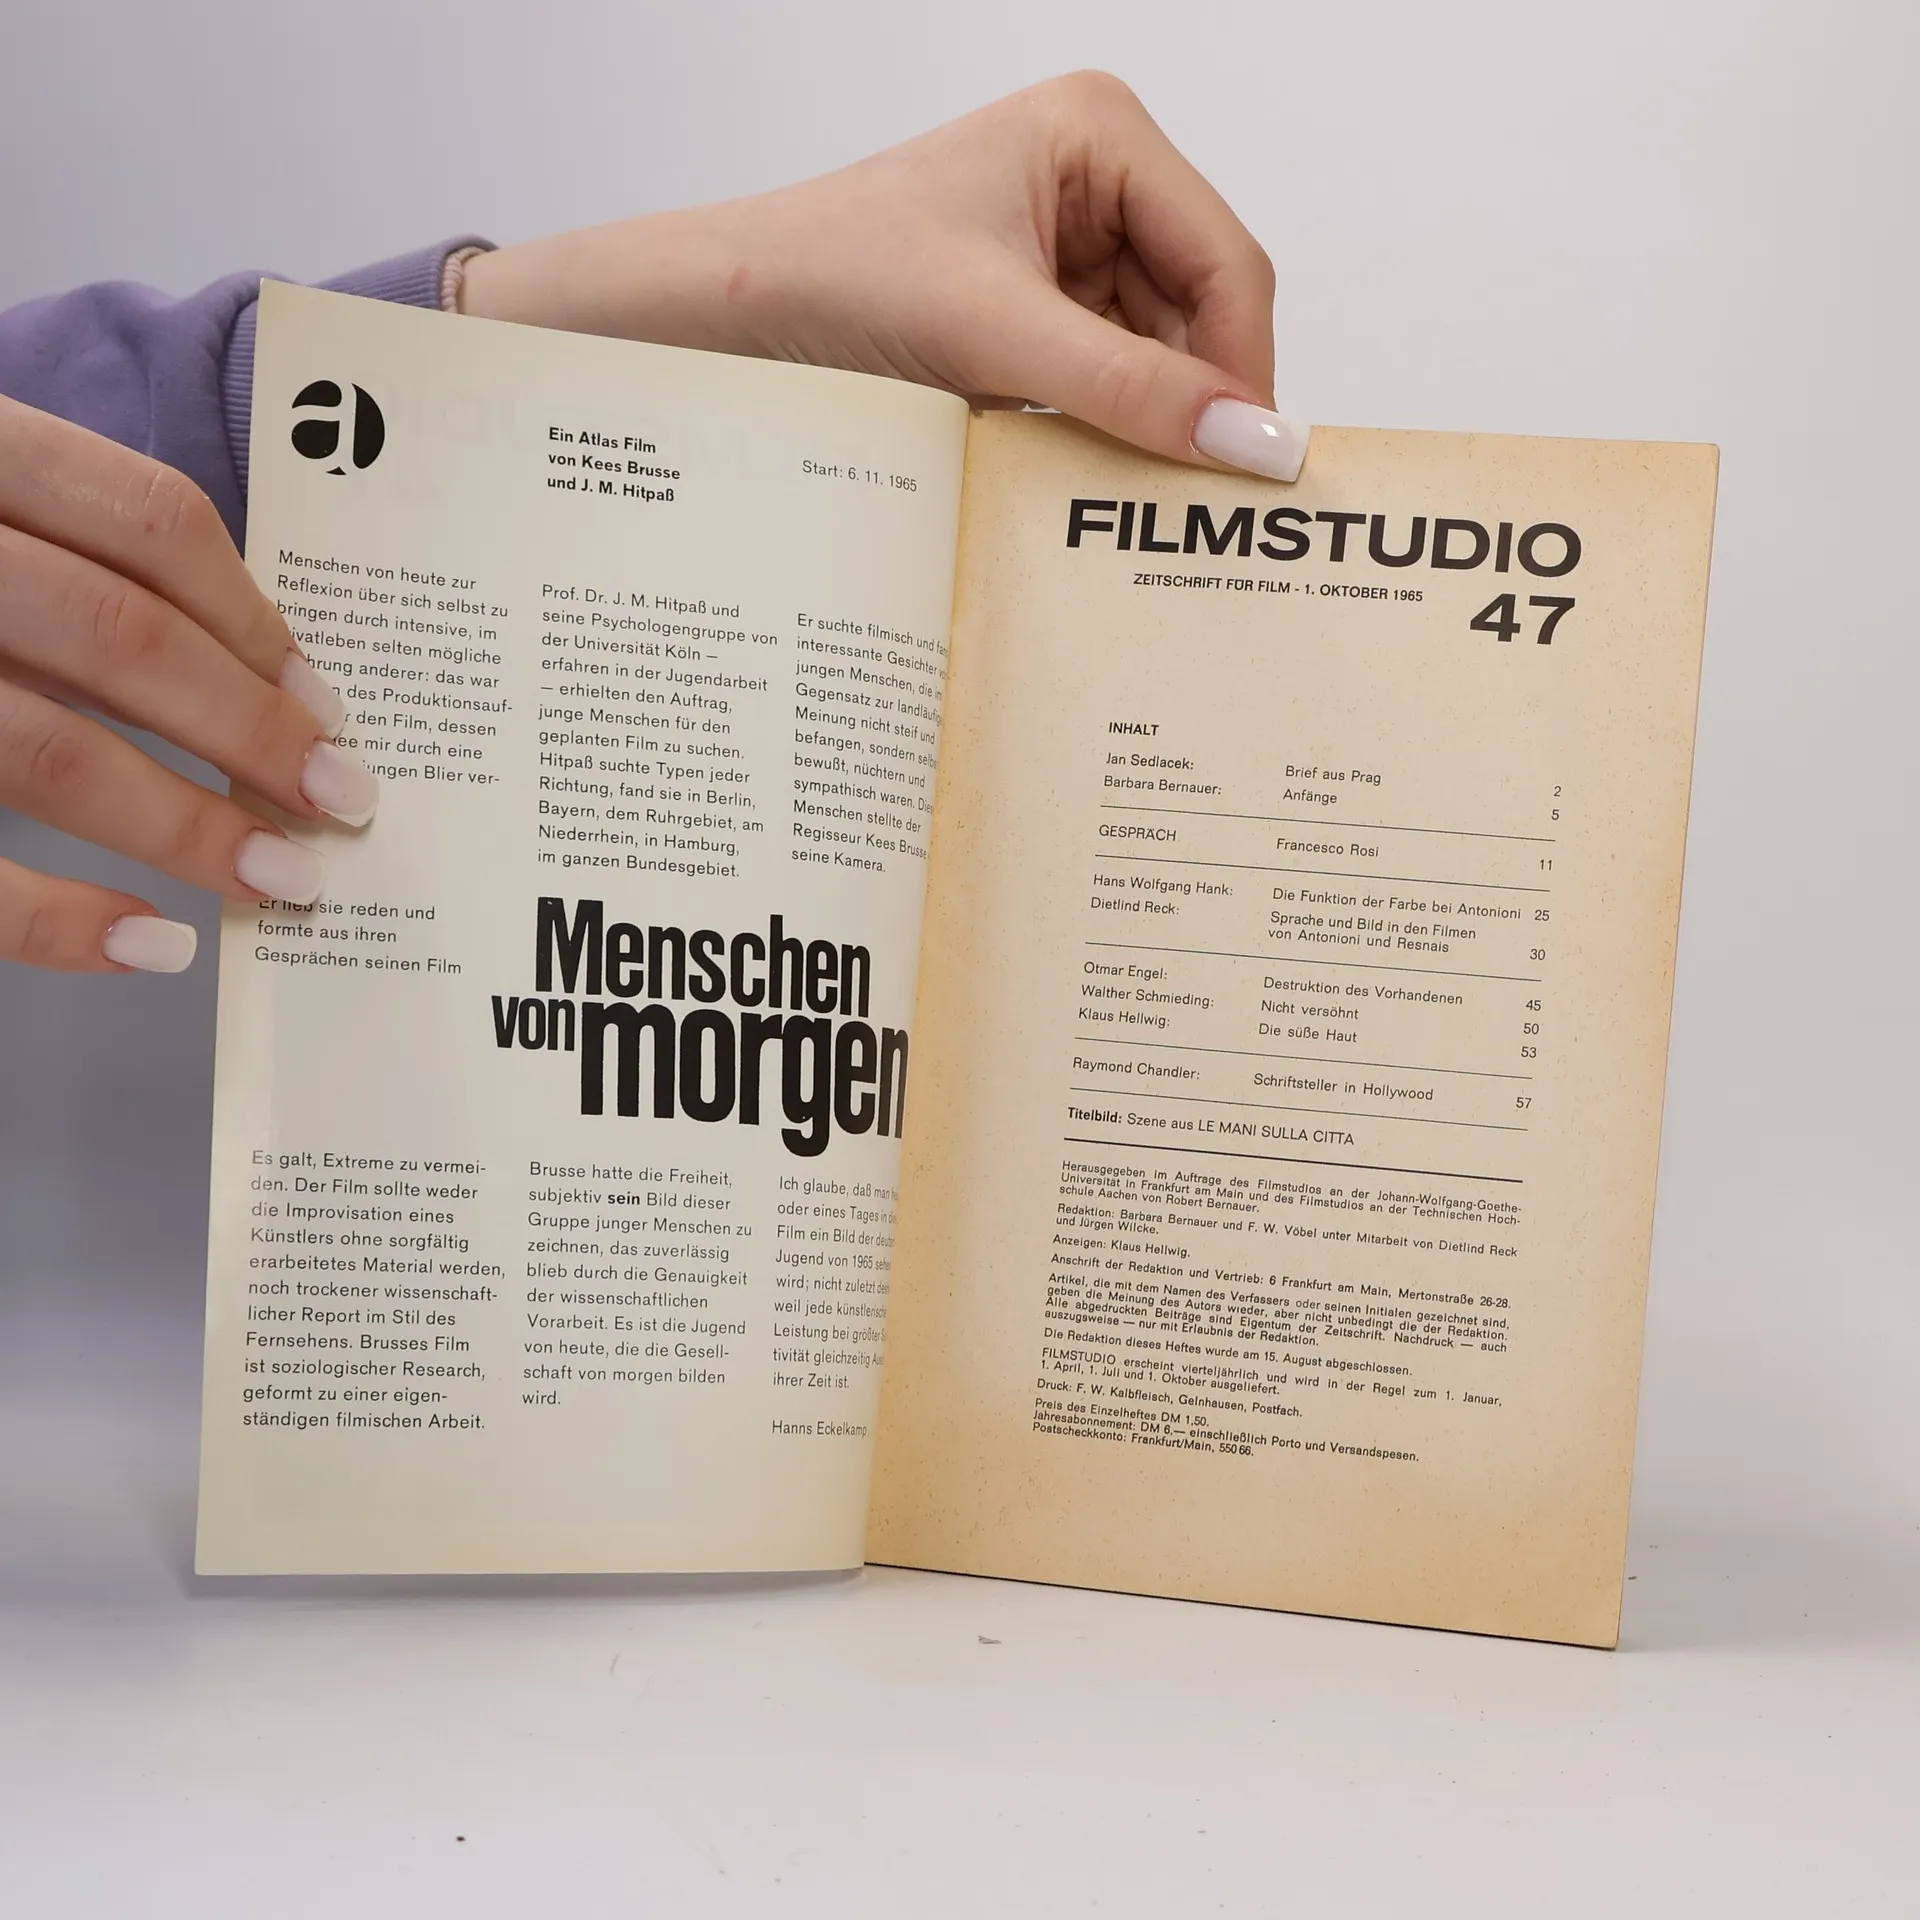 a
Ein Atlas Film
von Kees Brusse
und J. M. Hitpaß
Start: 6. 11. 1965
Menschen von heute zur
Reflexion über sich selbst zu
bringen durch intensive, im
selten mögliche
anderer: das war
des Produktionsauf-
den Film, dessen
mir durch eine
jungen Blier ver-
Er ließ sie reden und
formte aus ihren
Gesprächen seinen Film
Prof. Dr. J. M. Hitpaß und
seine Psychologengruppe von
der Universität Köln —
erfahren in der Jugendarbeit
— erhielten den Auftrag,
junge Menschen für den
geplanten Film zu suchen.
Hitpaß suchte Typen jeder
Richtung, fand sie in Berlin,
Bayern, dem Ruhrgebiet, am
Niederrhein, in Hamburg,
im ganzen Bundesgebiet.
Er suchte filmisch und fand
interessante Gesichter
jungen Menschen, die im
Gegensatz zur
Meinung nicht steif und
befangen, sondern
bewußt, nüchtern und
sympathisch waren.
Menschen stellte der
Regisseur Kees Brusse
seine Kamera.
Menschen
von morgen
Es galt, Extreme zu vermei-
den. Der Film sollte weder
die Improvisation eines
Künstlers ohne sorgfältig
erarbeitetes Material werden,
noch trockener wissenschaft-
licher Report im Stil des
Fernsehens. Brusses Film
ist soziologischer Research,
geformt zu einer eigen-
ständigen filmischen Arbeit.
Brusse hatte die Freiheit,
subjektiv sein Bild dieser
Gruppe junger Menschen zu
zeichnen, das zuverlässig
blieb durch die Genauigkeit
der wissenschaftlichen
Vorarbeit. Es ist die Jugend
von heute, die die Gesell-
schaft von morgen bilden
wird.
Ich glaube, daß man
oder eines Tages in
Film ein Bild der
Jugend von 1965
wird; nicht zuletzt
weil jede
Leistung bei
tivität gleichzeitig
ihrer Zeit ist.
Hanns Eckelkamp
FILMSTUDIO
ZEITSCHRIFT FÜR FILM - 1. OKTOBER 1965
47
INHALT
Jan Sedlacek: Brief aus Prag 2
Barbara Bernauer: Anfänge 5
GESPRÄCH Francesco Rosi 11
Hans Wolfgang Hank: Die Funktion der Farbe bei Antonioni 25
Dietlind Reck: Sprache und Bild in den Filmen
von Antonioni und Resnais 30
Otmar Engel: Destruktion des Vorhandenen 45
Walther Schmieding: Nicht versöhnt 50
Klaus Hellwig: Die süße Haut 53
Raymond Chandler: Schriftsteller in Hollywood 57
Titelbild: Szene aus LE MANI SULLA CITTA
Herausgegeben im Auftrage des Filmstudios an der Johann-Wolfgang-Goethe-
Universität in Frankfurt am Main und des Filmstudios an der Technischen Hoch-
schule Aachen von Robert Bernauer.
Redaktion: Barbara Bernauer und F. W. Vöbel unter Mitarbeit von Dietlind Reck
und Jürgen Wilcke.
Anzeigen: Klaus Hellwig.
Anschrift der Redaktion und Vertrieb: 6 Frankfurt am Main, Mertonstraße 26-28.
Artikel, die mit dem Namen des Verfassers oder seinen Initialen gezeichnet sind,
geben die Meinung des Autors wieder, aber nicht unbedingt die der Redaktion.
Alle abgedruckten Beiträge sind Eigentum der Zeitschrift. Nachdruck — auch
auszugsweise — nur mit Erlaubnis der Redaktion.
Die Redaktion dieses Heftes wurde am 15. August abgeschlossen.
FILMSTUDIO erscheint vierteljährlich und wird in der Regel zum 1. Januar,
1. April, 1. Juli und 1. Oktober ausgeliefert.
Druck: F. W. Kalbfleisch, Gelnhausen, Postfach.
Preis des Einzelheftes DM 1,50.
Jahresabonnement: DM 6,— einschließlich Porto und Versandspesen.
Postscheckkonto: Frankfurt/Main, 550 66.